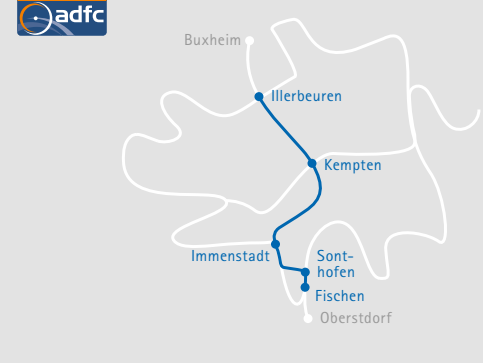 adfc
Buxheim
Illerbeuren
Kempten
Immenstadt
Sont-
hofen
Fischen
Oberstdorf